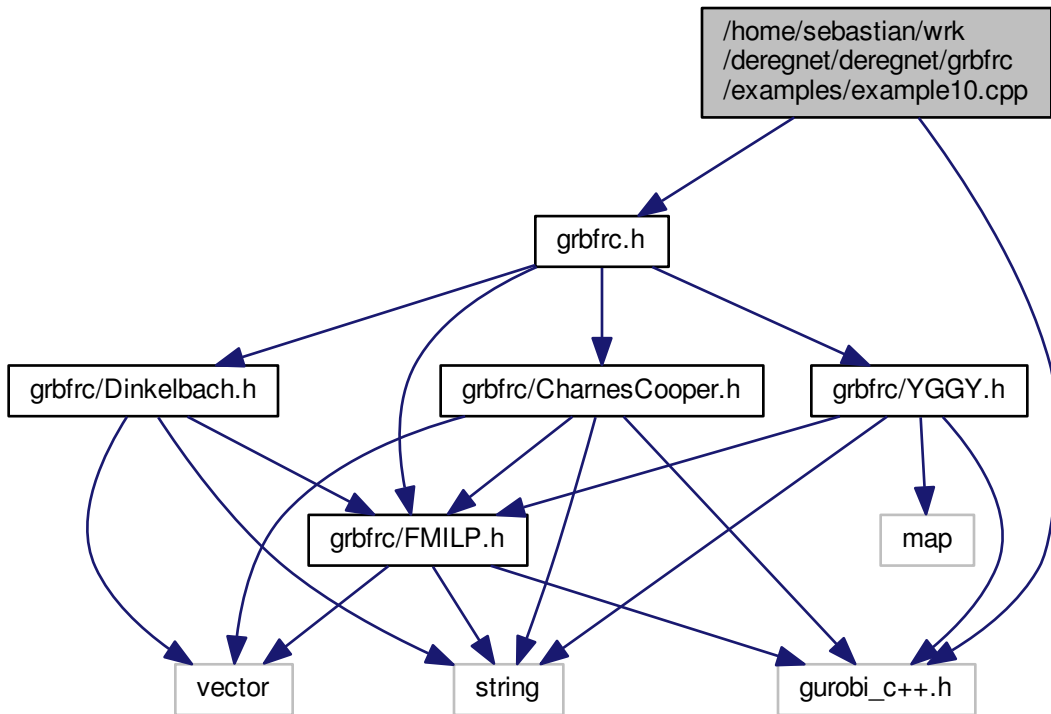 /home/sebastian/wrk
/deregnet/deregnet/grbfrc
/examples/example10.cpp
grbfrc.h
grbfrc/Dinkelbach.h
grbfrc/CharnesCooper.h
grbfrc/YGGY.h
grbfrc/FMILP.h
map
vector
string
gurobi_c++.h